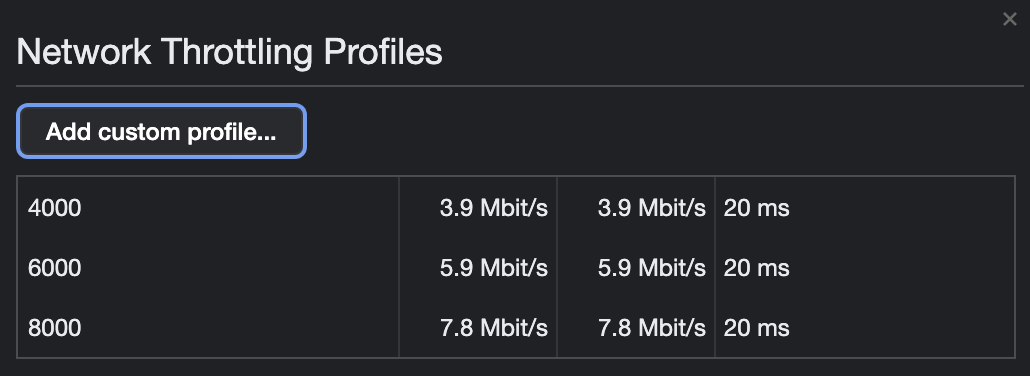 Network Throttling Profiles
Add custom profile...
4000 3.9 Mbit/s 3.9 Mbit/s 20 ms
6000 5.9 Mbit/s 5.9 Mbit/s 20 ms
8000 7.8 Mbit/s 7.8 Mbit/s 20 ms